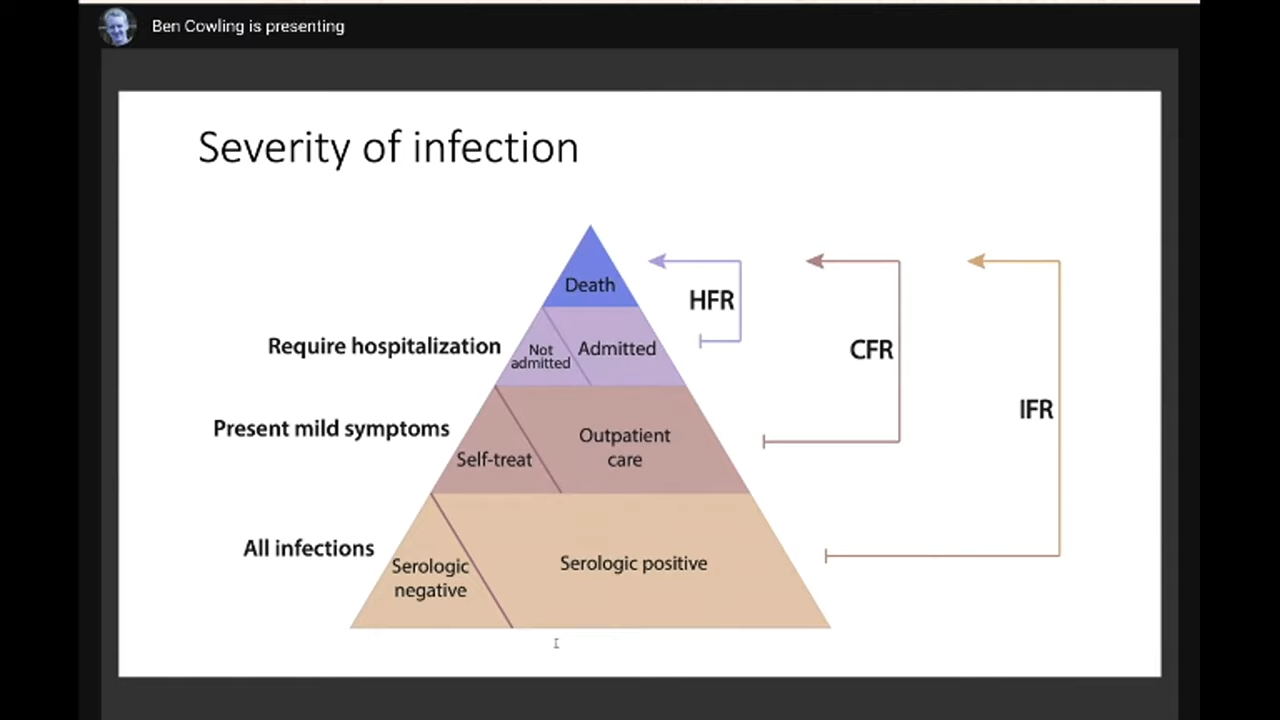 Ben Cowling is presenting
Severity of infection
Death
HFR
Require hospitalization
Not
admitted
Admitted
CFR
Present mild symptoms
Self-treat
Outpatient
care
IFR
All infections
Serologic
negative
Serologic positive